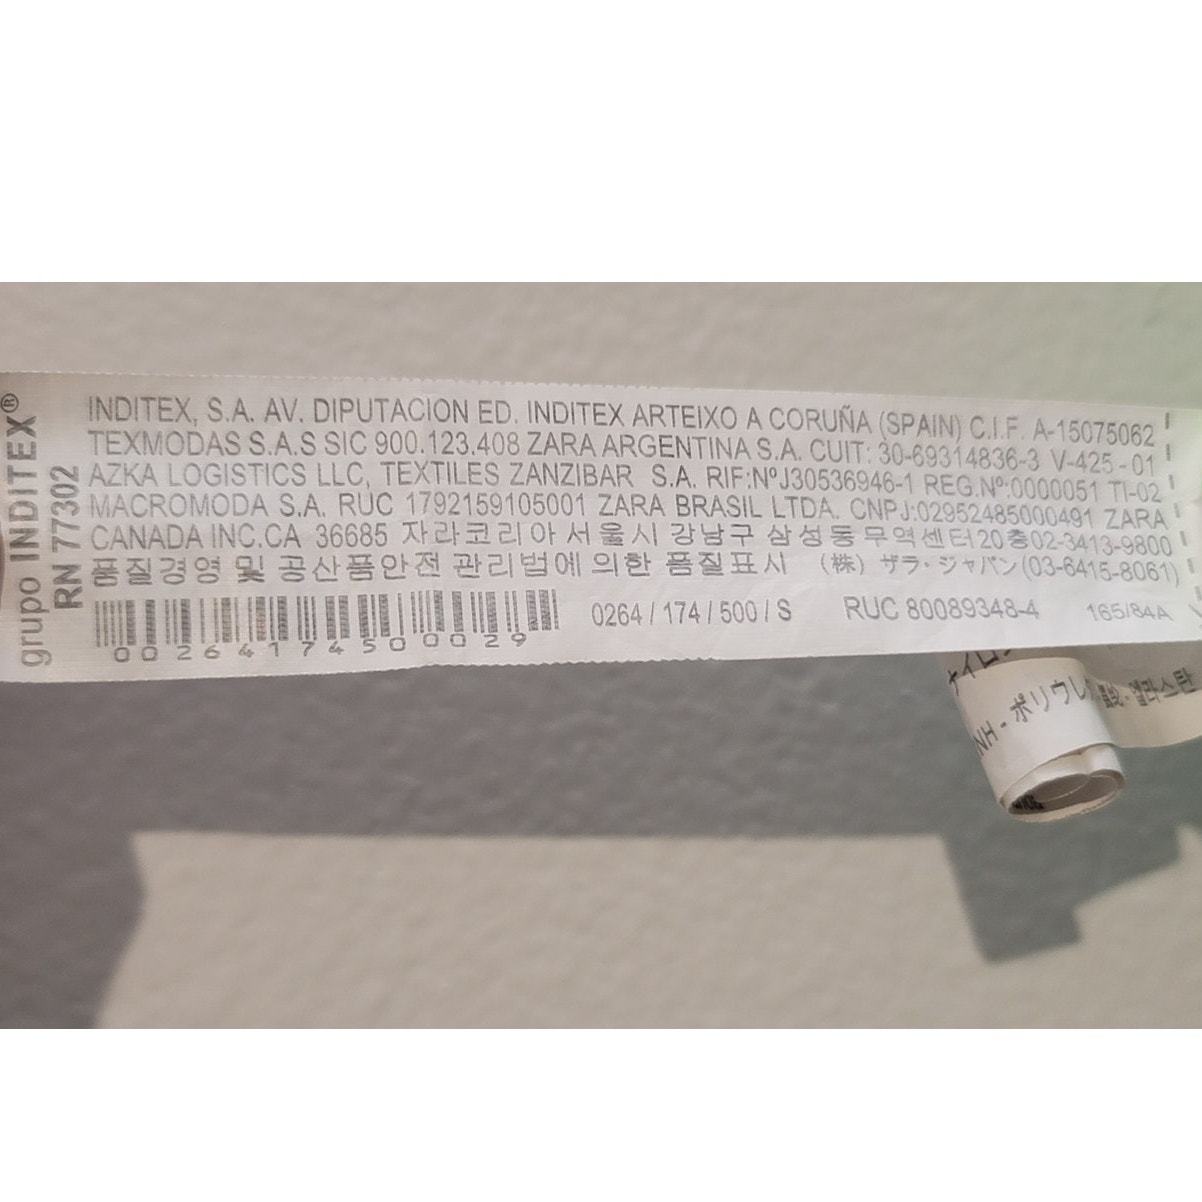 grupo INDITEX®
RN 77302
INDITEX, S.A. AV. DIPUTACION ED. INDITEX ARTEIXO A CORUÑA (SPAIN) C.I.F. A-15075062
TEXMODAS S.A.S SIC 900.123.408 ZARA ARGENTINA S.A. CUIT: 30-69314836-3 V-425-01
AZKA LOGISTICS LLC, TEXTILES ZANZIBAR S.A. RIF:NºJ30536946-1 REG.Nº:0000051 TI-02
MACROMODA S.A. RUC 1792159105001 ZARA BRASIL LTDA. CNPJ:02952485000491 ZARA
CANADA INC.CA 36685 자라코리아 서울시 강남구 삼성동 무역센터20층02-3413-9800
품질경영 및 공산품안전 관리법에 의한 품질표시 (株) ザラ・ジャパン(03-6415-8061)
0264 / 174 / 500 / S RUC 80089348-4 165/84A
00264174500029